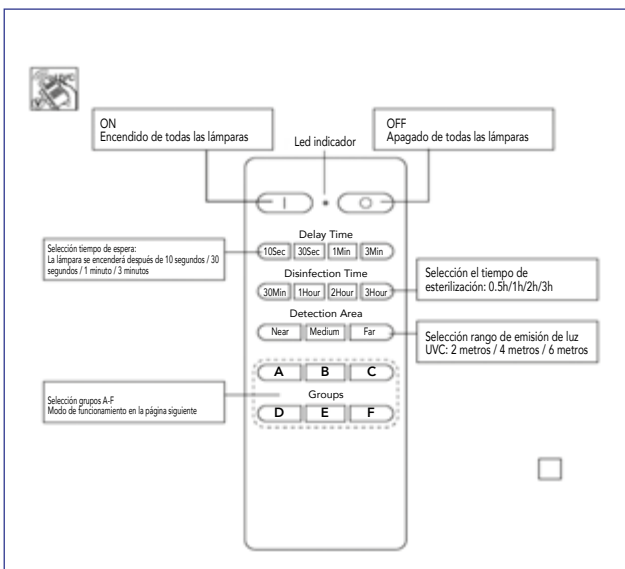 UVC
ON
Encendido de todas las lámparas
Led indicador
OFF
Apagado de todas las lámparas
Delay Time
10Sec 30Sec 1Min 3Min
Selección tiempo de espera:
La lámpara se encenderá después de 10 segundos / 30
segundos / 1 minuto / 3 minutos
Disinfection Time
30Min 1Hour 2Hour 3Hour
Selección el tiempo de
esterilización: 0.5h/1h/2h/3h
Detection Area
Near Medium Far
Selección rango de emisión de luz
UVC: 2 metros / 4 metros / 6 metros
A B C
Groups
D E F
Selección grupos A-F
Modo de funcionamiento en la página siguiente